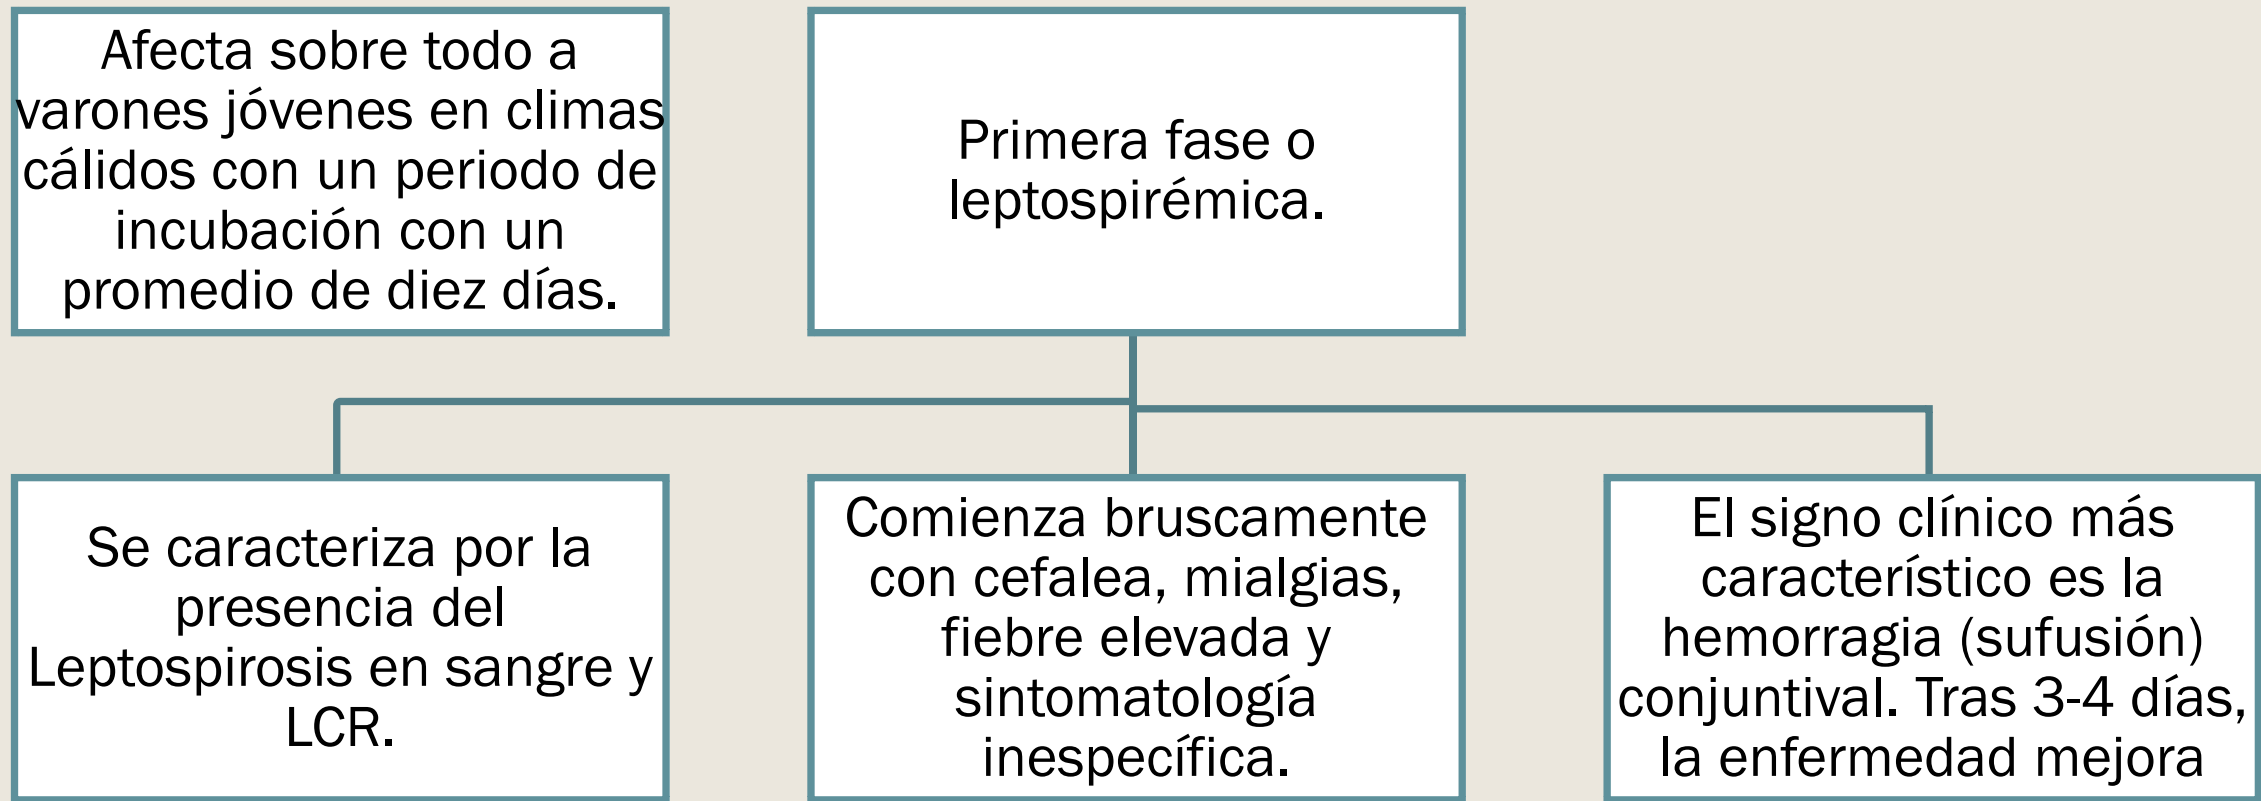 Afecta sobre todo a
varones jóvenes en climas
cálidos con un periodo de
incubación con un
promedio de diez días.
Primera fase o
leptospirémica.
Se caracteriza por la
presencia del
Leptospirosis en sangre y
LCR.
Comienza bruscamente
con cefalea, mialgias,
fiebre elevada y
sintomatología
inespecífica.
El signo clínico más
característico es la
hemorragia (sufusión)
conjuntival. Tras 3-4 días,
la enfermedad mejora